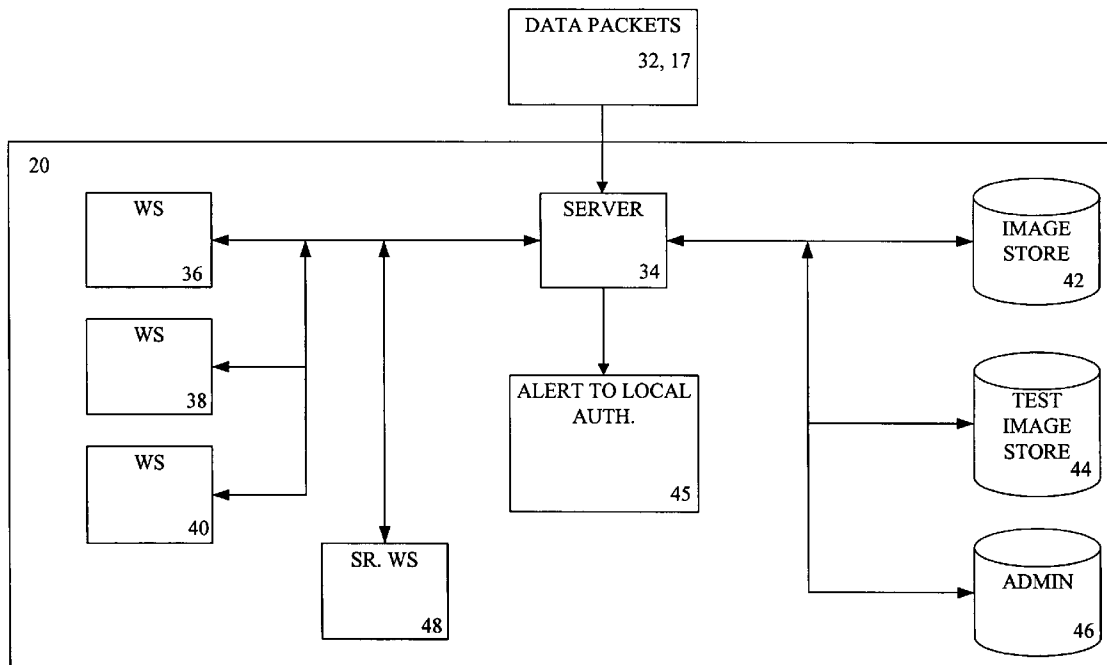 DATA PACKETS
32, 17
20
WS
36
SERVER
34
IMAGE
STORE
42
WS
38
ALERT TO LOCAL
AUTH.
45
TEST
IMAGE
STORE
44
WS
40
SR. WS
48
ADMIN
46